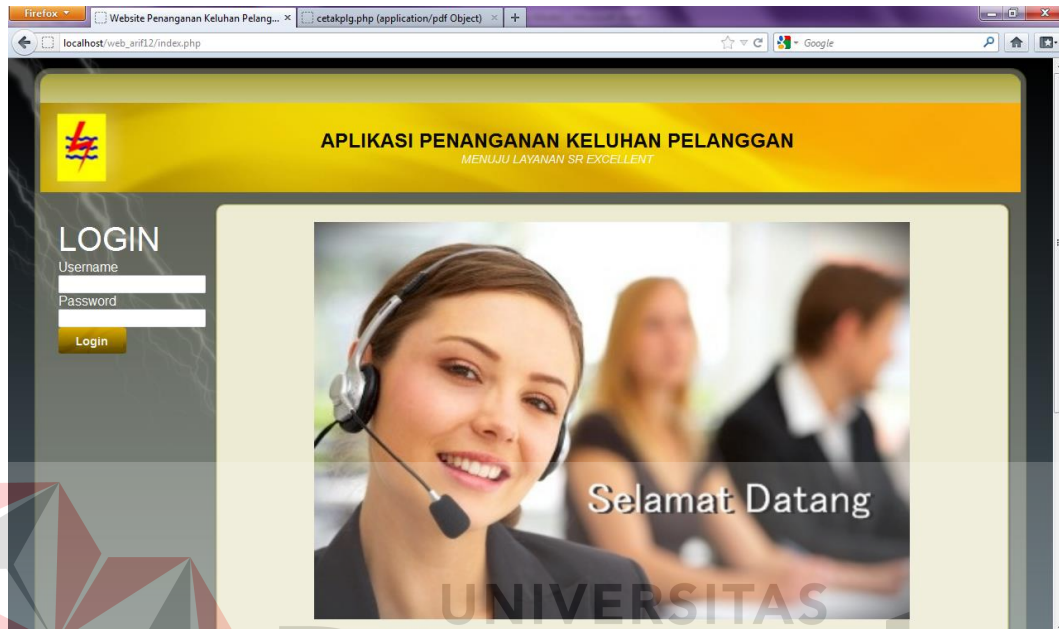 Firefox
Website Penanganan Keluhan Pelang...
cetakplg.php (application/pdf Object)
localhost/web_arif12/index.php
Google
APLIKASI PENANGANAN KELUHAN PELANGGAN
MENUJU LAYANAN SR EXCELLENT
LOGIN
Username
Password
Login
Selamat Datang
UNIVERSITAS